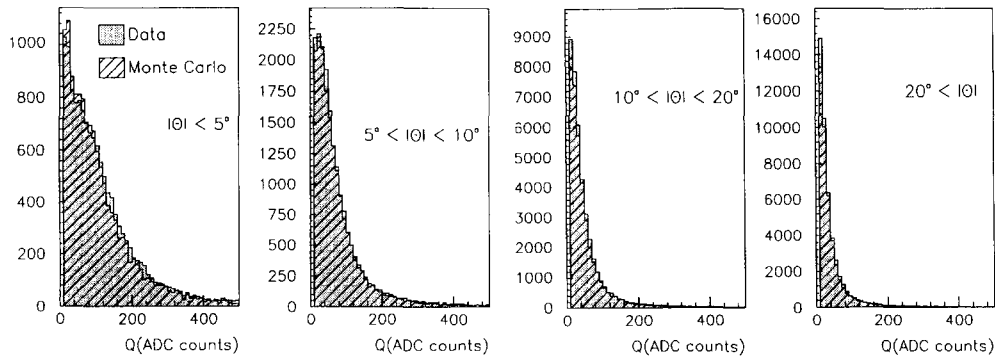 1000
800
600
400
200
0
Data
Monte Carlo
|Θ| < 5°
0 200 400
Q(ADC counts)
2250
2000
1750
1500
1250
1000
750
500
250
0
5° < |Θ| < 10°
0 200 400
Q(ADC counts)
9000
8000
7000
6000
5000
4000
3000
2000
1000
0
10° < |Θ| < 20°
0 200 400
Q(ADC counts)
16000
14000
12000
10000
8000
6000
4000
2000
0
20° < |Θ|
0 200 400
Q(ADC counts)